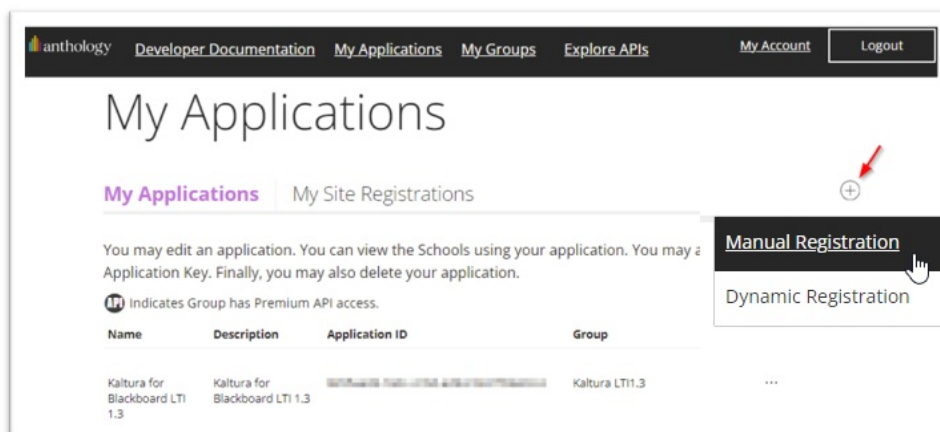 anthology Developer Documentation My Applications My Groups Explore APIs My Account Logout
My Applications
My Applications My Site Registrations
Manual Registration
Dynamic Registration
You may edit an application. You can view the Schools using your application. You may
Application Key. Finally, you may also delete your application.
API Indicates Group has Premium API access.
Name Description Application ID Group
Kaltura for Kaltura for Kaltura LTI1.3 ...
Blackboard LTI Blackboard LTI 1.3
1.3